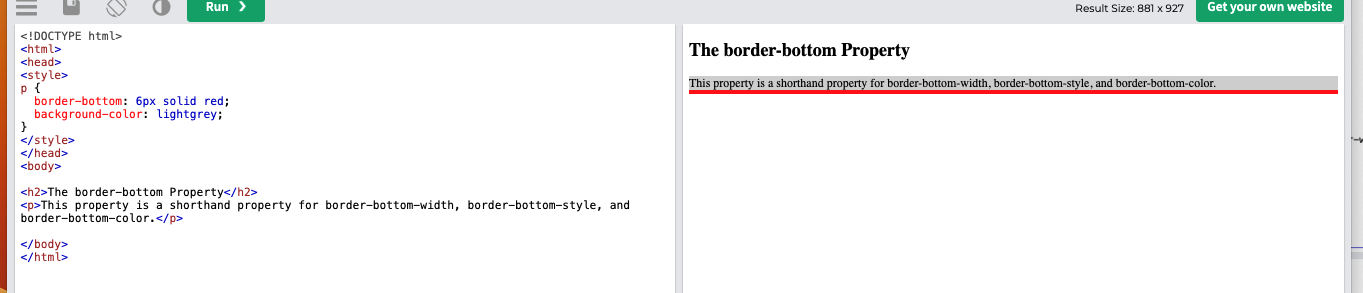 Run ❯
Result Size: 881 x 927
Get your own website
<!DOCTYPE html>
<html>
<head>
<style>
p {
  border-bottom: 6px solid red;
  background-color: lightgrey;
}
</style>
</head>
<body>

<h2>The border-bottom Property</h2>
<p>This property is a shorthand property for border-bottom-width, border-bottom-style, and
border-bottom-color.</p>

</body>
</html>
The border-bottom Property
This property is a shorthand property for border-bottom-width, border-bottom-style, and border-bottom-color.